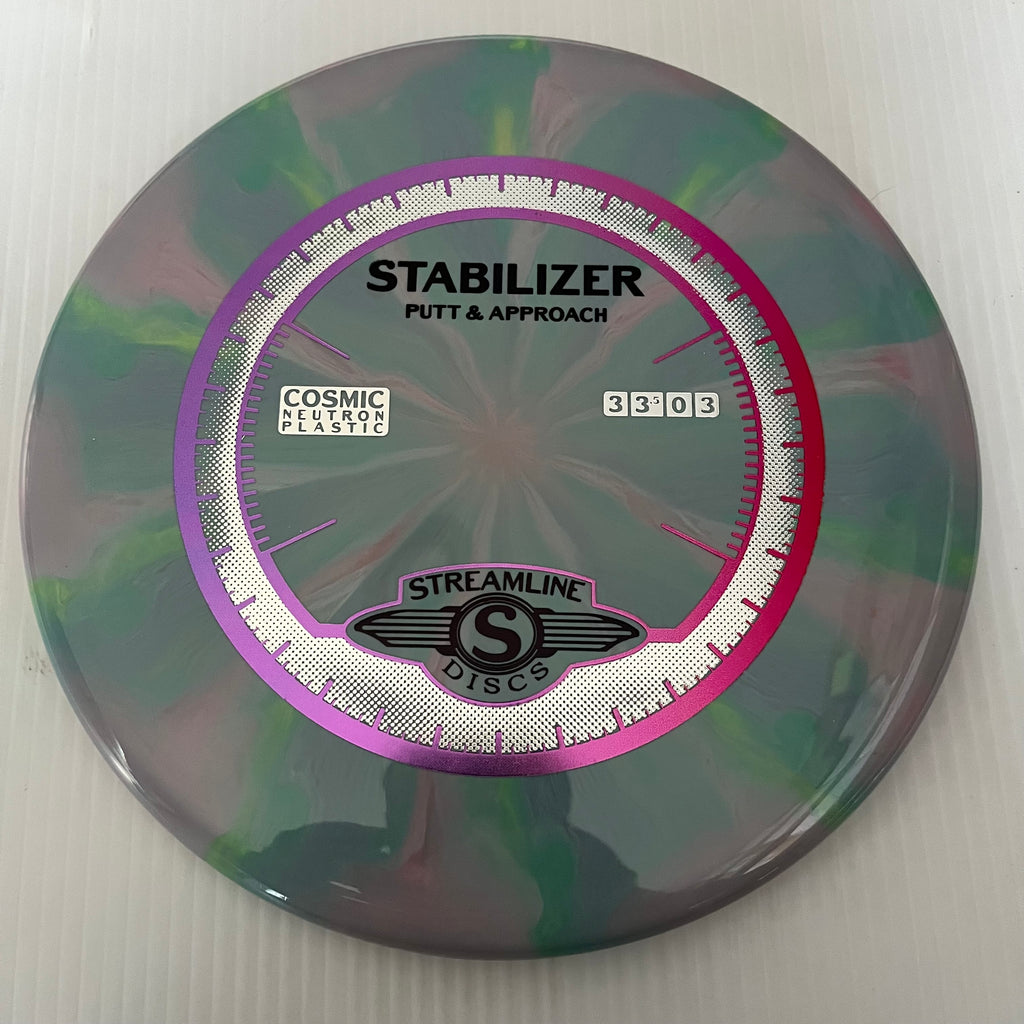 STABILIZER
PUTT & APPROACH
COSMIC
NEUTRON
PLASTIC
3 3.5 0 3
STREAMLINE
S
DISCS